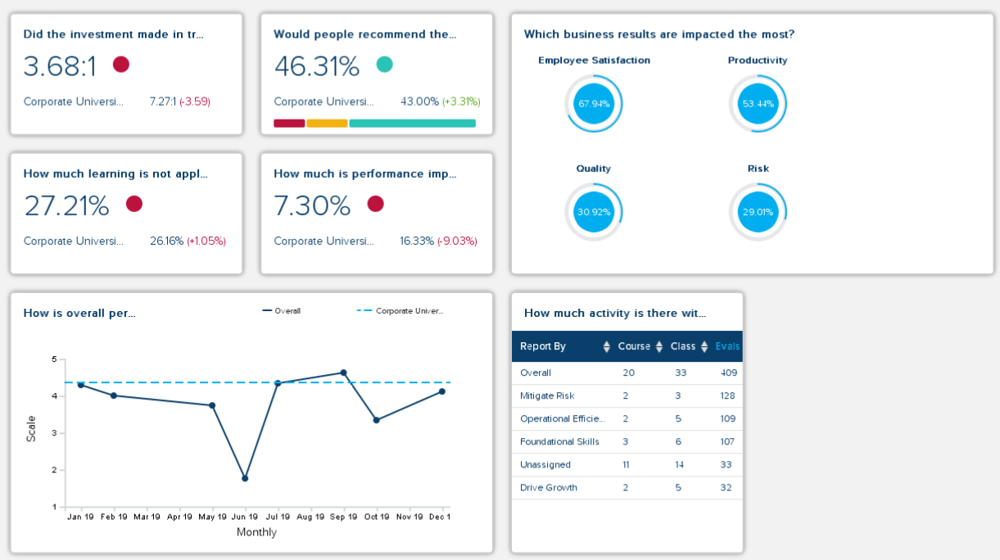 Did the investment made in tr...
3.68:1
Corporate Universi... 7.27:1 (-3.59)
Would people recommend the...
46.31%
Corporate Universi... 43.00% (+3.31%)
Which business results are impacted the most?
Employee Satisfaction Productivity
67.94% 53.44%
Quality Risk
30.92% 29.01%
How much learning is not appl...
27.21%
Corporate Universi... 26.16% (+1.05%)
How much is performance imp...
7.30%
Corporate Universi... 16.33% (-9.03%)
How is overall per...
Overall Corporate Univer...
5
4
3
2
1
Scale
Jan 19 Feb 19 Mar 19 Apr 19 May 19 Jun 19 Jul 19 Aug 19 Sep 19 Oct 19 Nov 19 Dec 1
Monthly
How much activity is there wit...
Report By Course Class Evals
Overall 20 33 409
Mitigate Risk 2 3 128
Operational Efficie... 2 5 109
Foundational Skills 3 6 107
Unassigned 11 14 33
Drive Growth 2 5 32